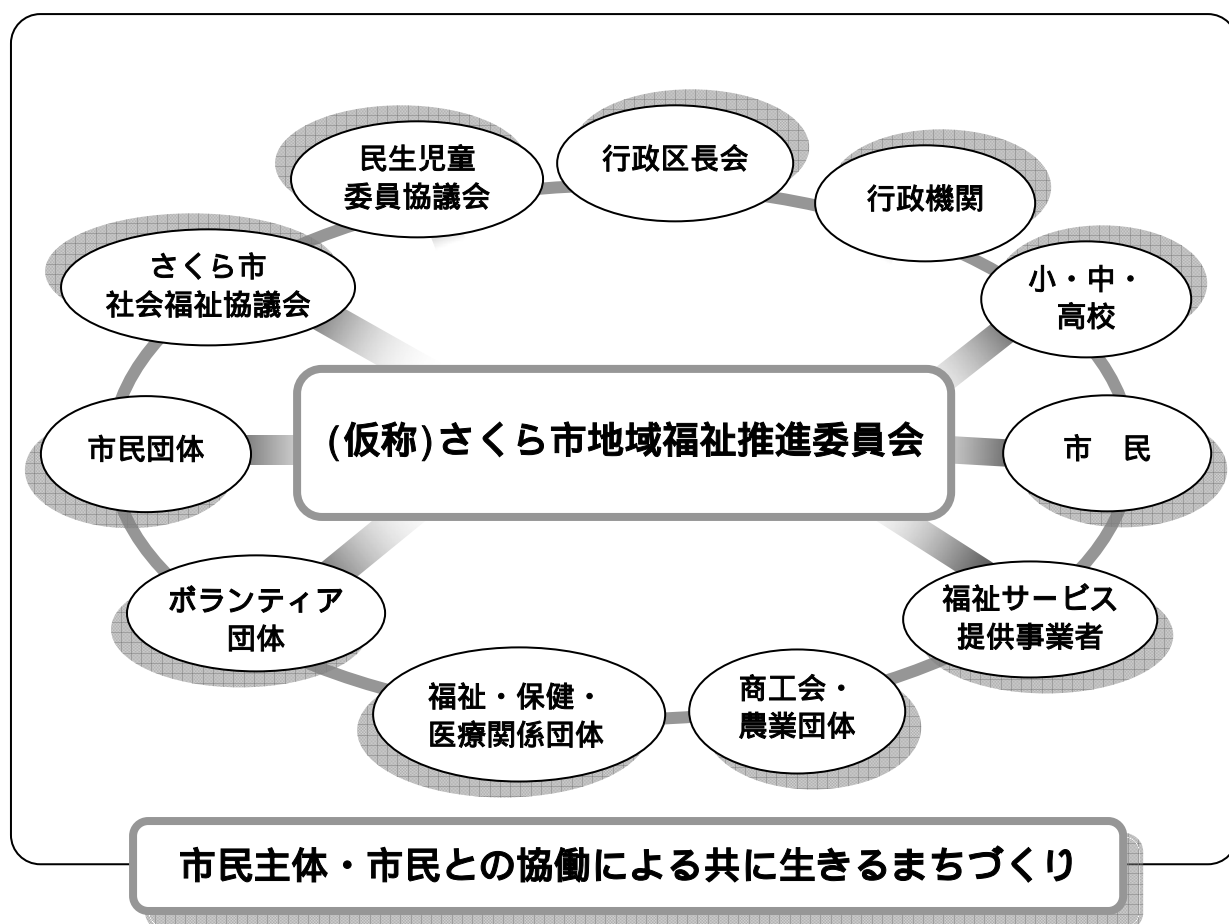 民生児童
委員協議会
行政区長会
行政機関
さくら市
社会福祉協議会
小・中・
高校
市民団体
(仮称)さくら市地域福祉推進委員会
市　民
ボランティア
団体
福祉サービス
提供事業者
福祉・保健・
医療関係団体
商工会・
農業団体
市民主体・市民との協働による共に生きるまちづくり